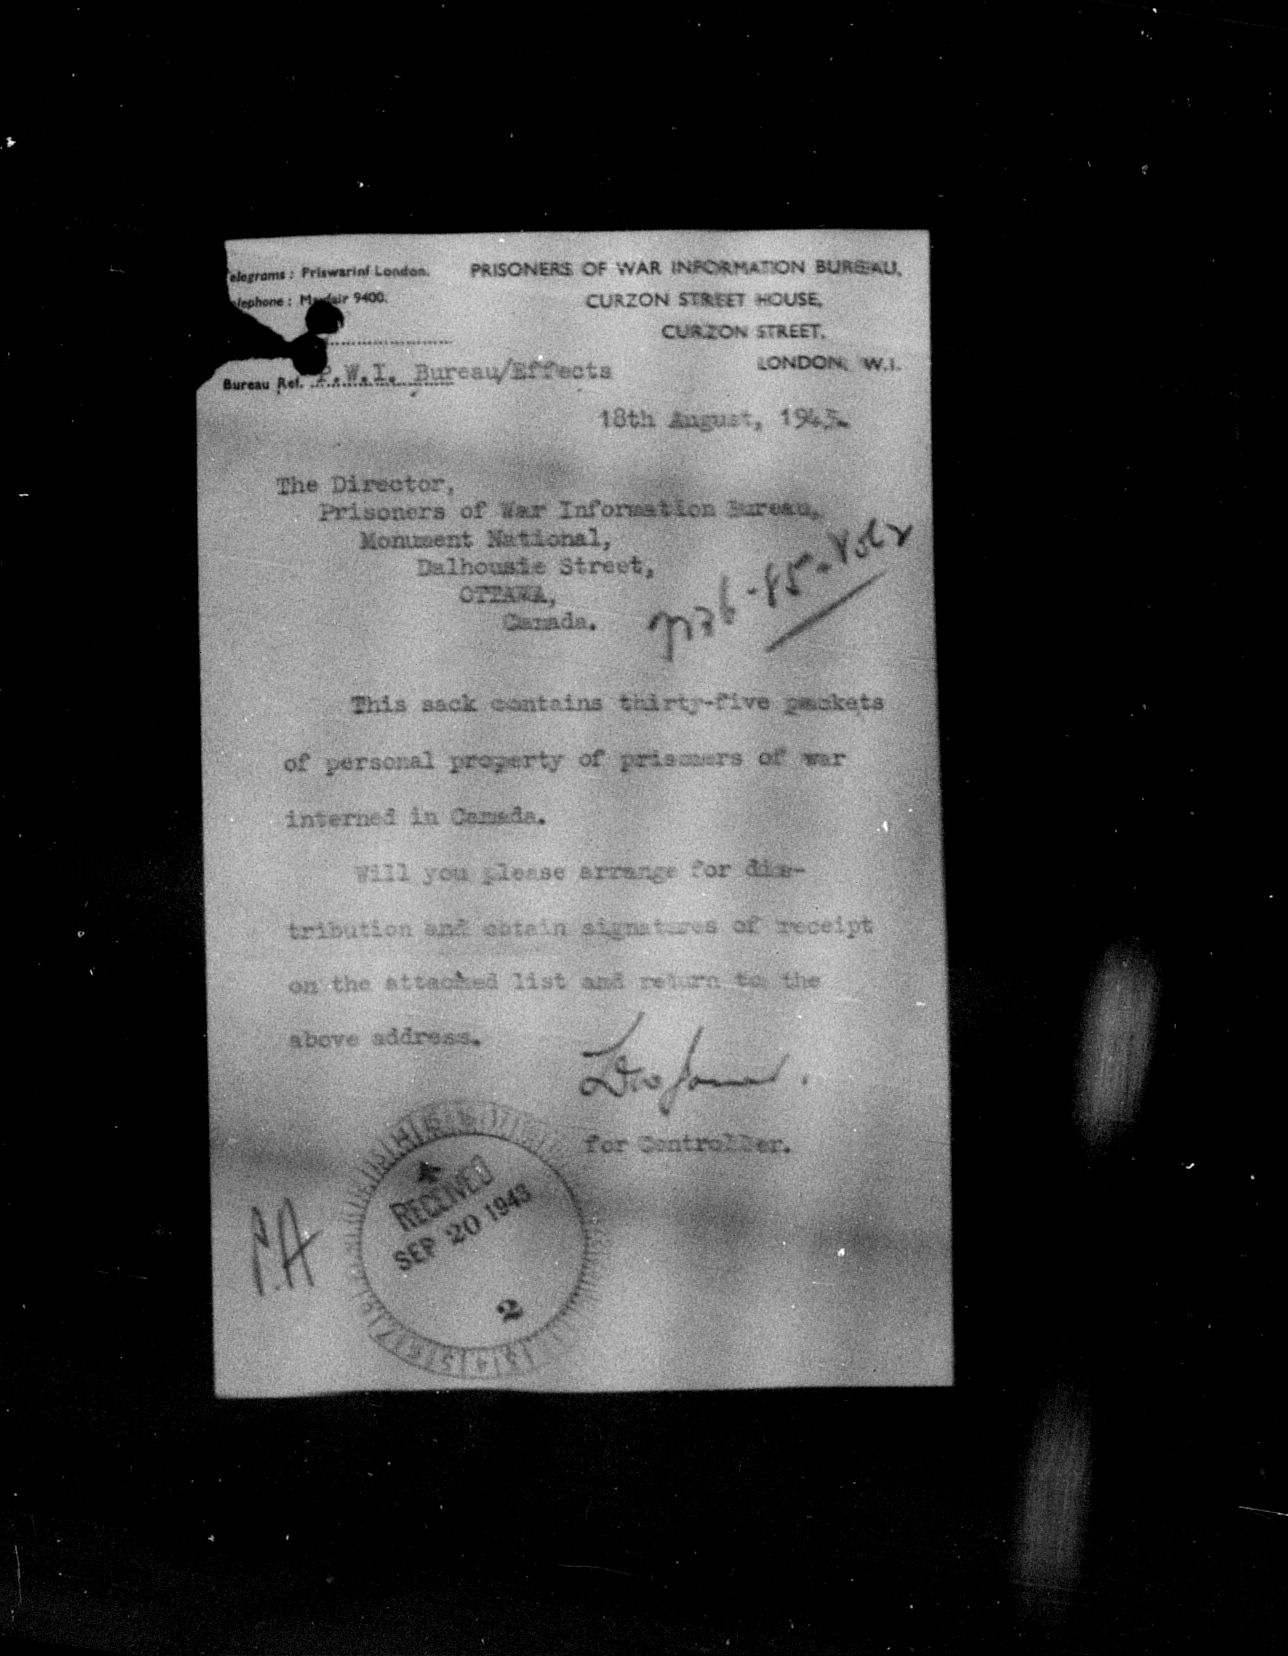 elegrams: Priswarinf London.
PRISONERS OF WAR INFORMATION BUREAU,
elephone: Mayfair 9400.
CURZON STREET HOUSE,
CURZON STREET,
LONDON, W.I.
Bureau Ref. P.W.I. Bureau/Effects
18th August, 1943.
The Director,
Prisoners of War Information Bureau,
Monument National,
Dalhousie Street,
OTTAWA,
Canada.
This sack contains thirty-five packets
of personal property of prisoners of war
interned in Canada.
Will you please arrange for dis-
tribution and obtain signatures of receipt
on the attached list and return to the
above address.
for Controller.
RECEIVED
SEP 20 1943
2
P.A